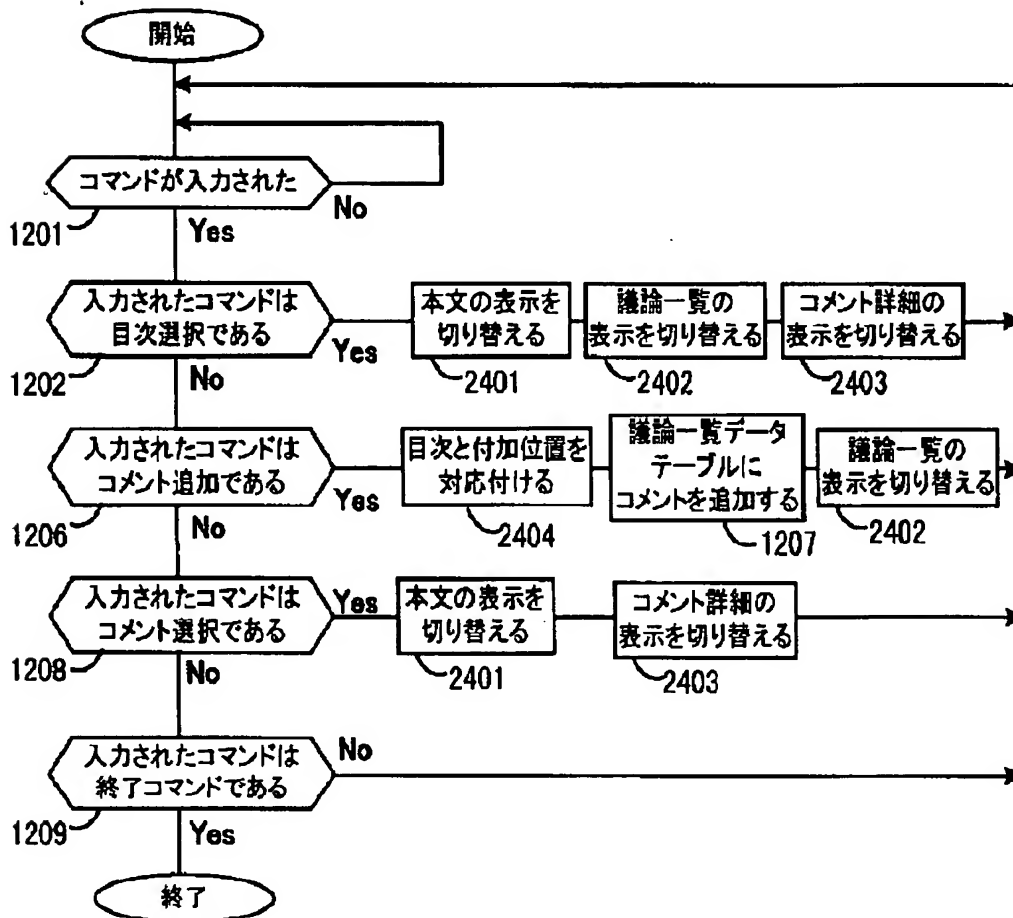 開始
コマンドが入力された
No
1201
Yes
入力されたコマンドは
目次選択である
Yes
1202
No
本文の表示を
切り替える
2401
議論一覧の
表示を切り替える
2402
コメント詳細の
表示を切り替える
2403
入力されたコマンドは
コメント追加である
Yes
1206
No
目次と付加位置を
対応付ける
2404
議論一覧データ
テーブルに
コメントを追加する
1207
議論一覧の
表示を切り替える
2402
入力されたコマンドは
コメント選択である
Yes
1208
No
本文の表示を
切り替える
2401
コメント詳細の
表示を切り替える
2403
入力されたコマンドは
終了コマンドである
No
1209
Yes
終了